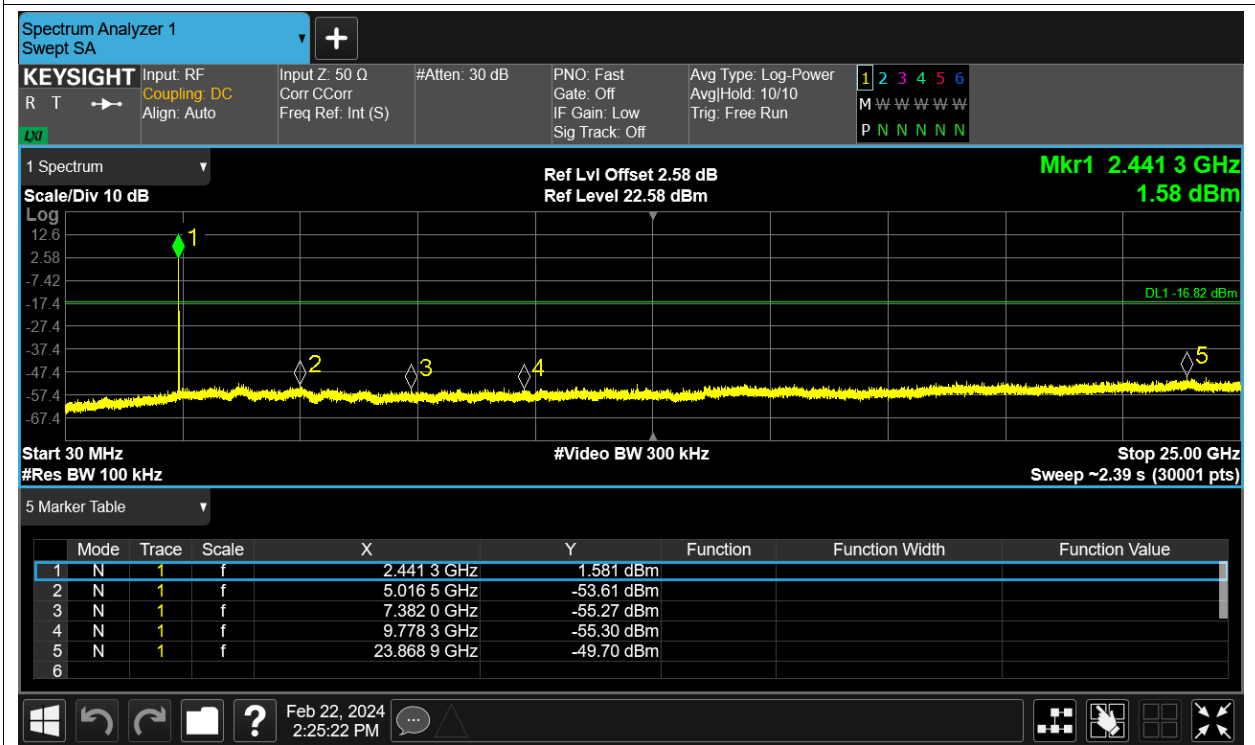 Spectrum Analyzer 1
Swept SA
KEYSIGHT Input: RF Input Z: 50 Ω #Atten: 30 dB PNO: Fast Avg Type: Log-Power 1 2 3 4 5 6
R T Coupling: DC Corr CCorr Gate: Off Avg|Hold: 10/10 M W W W W W
Align: Auto Freq Ref: Int (S) IF Gain: Low Trig: Free Run
LXI Sig Track: Off P N N N N N
1 Spectrum Ref Lvl Offset 2.58 dB Mkr1 2.441 3 GHz
Scale/Div 10 dB Ref Level 22.58 dBm 1.58 dBm
Log
12.6
1
2.58
-7.42
DL1 -16.82 dBm
-17.4
-27.4
-37.4
2 3 4 5
-47.4
-57.4
-67.4
Start 30 MHz #Video BW 300 kHz Stop 25.00 GHz
#Res BW 100 kHz Sweep ~2.39 s (30001 pts)
5 Marker Table
Mode Trace Scale X Y Function Function Width Function Value
1 N 1 f 2.441 3 GHz 1.581 dBm
2 N 1 f 5.016 5 GHz -53.61 dBm
3 N 1 f 7.382 0 GHz -55.27 dBm
4 N 1 f 9.778 3 GHz -55.30 dBm
5 N 1 f 23.868 9 GHz -49.70 dBm
6
? Feb 22, 2024
2:25:22 PM